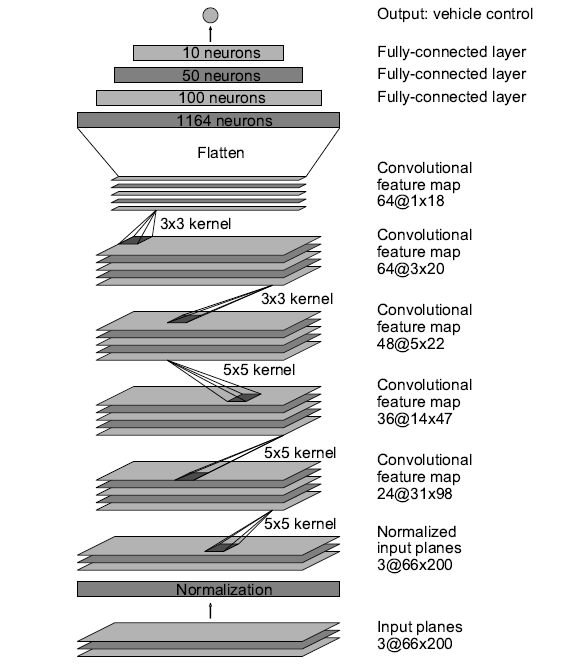 Output: vehicle control
10 neurons
Fully-connected layer
50 neurons
Fully-connected layer
100 neurons
Fully-connected layer
1164 neurons
Flatten
Convolutional
feature map
64@1x18
3x3 kernel
Convolutional
feature map
64@3x20
3x3 kernel
Convolutional
feature map
48@5x22
5x5 kernel
Convolutional
feature map
36@14x47
5x5 kernel
Convolutional
feature map
24@31x98
5x5 kernel
Normalized
input planes
3@66x200
Normalization
Input planes
3@66x200